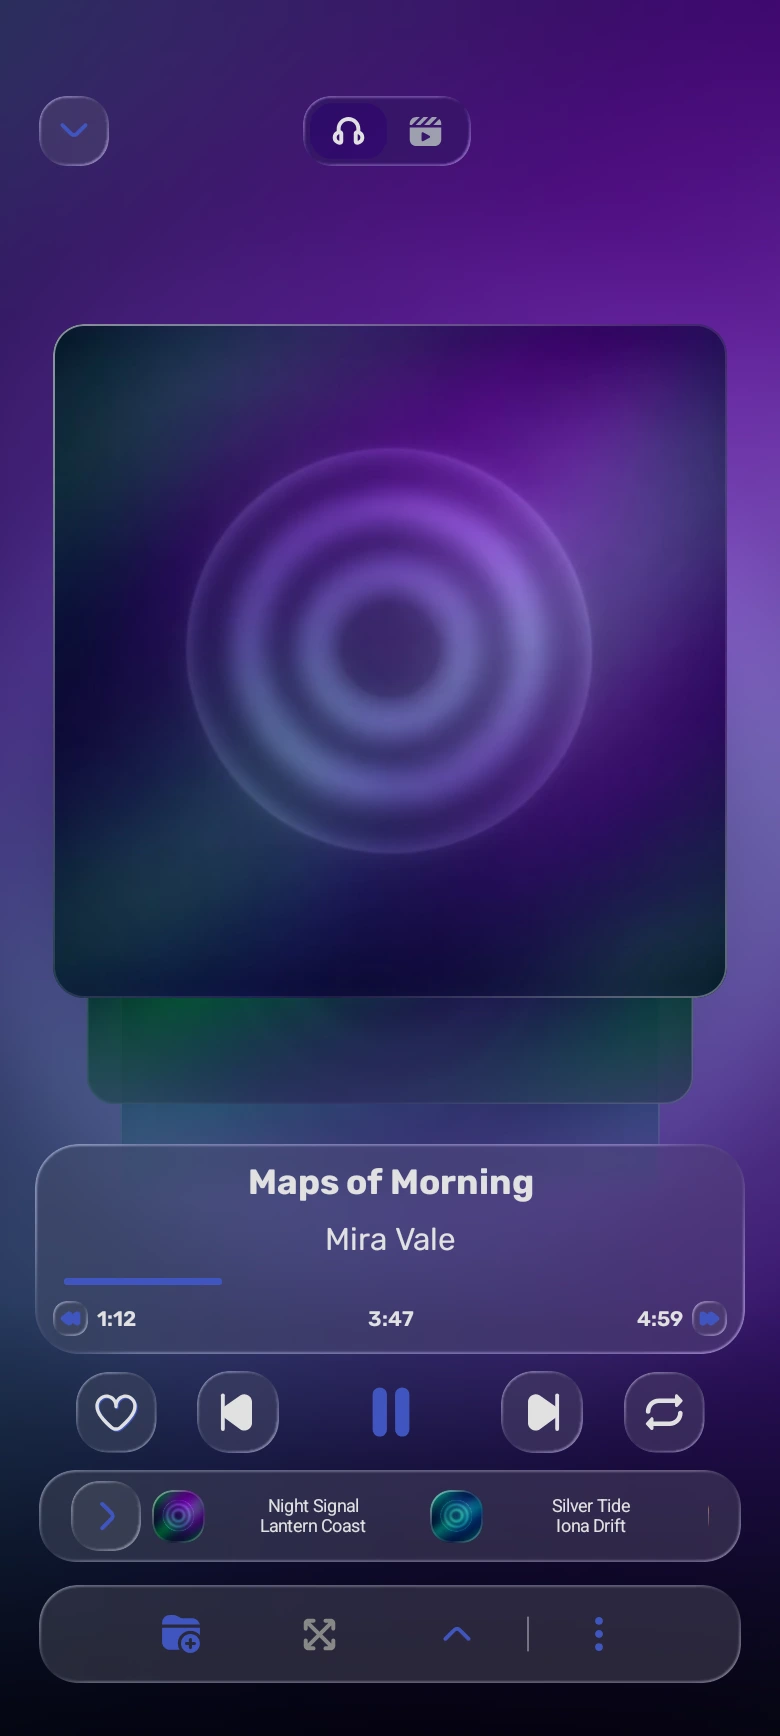 Maps of Morning
Mira Vale
1:12 3:47 4:59
Night Signal
Lantern Coast
Silver Tide
Iona Drift